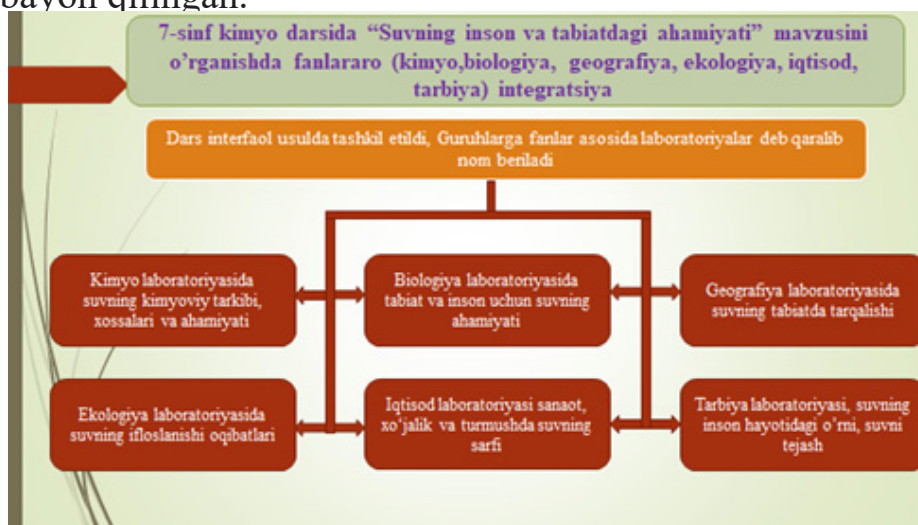 bayon qilingan.
7-sinf kimyo darsida “Suvning inson va tabiatdagi ahamiyati” mavzusini
o’rganishda fanlararo (kimyo,biologiya, geografiya, ekologiya, iqtisod,
tarbiya) integratsiya
Dars interfaol usulda tashkil etildi, Guruhlarga fanlar asosida laboratoriyalar deb qaralib
nom beriladi
Kimyo laboratoriyasida
suvning kimyoviy tarkibi,
xossalari va ahamiyati
Biologiya laboratoriyasida
tabiat va inson uchun suvning
ahamiyati
Geografiya laboratoriyasida
suvning tabiatda tarqalishi
Ekologiya laboratoriyasida
suvning ifloslanishi oqibatlari
Iqtisod laboratoriyasi sanaot,
xo‘jalik va turmushda suvning
sarfi
Tarbiya laboratoriyasi, suvning
inson hayotidagi o’rni, suvni
tejash